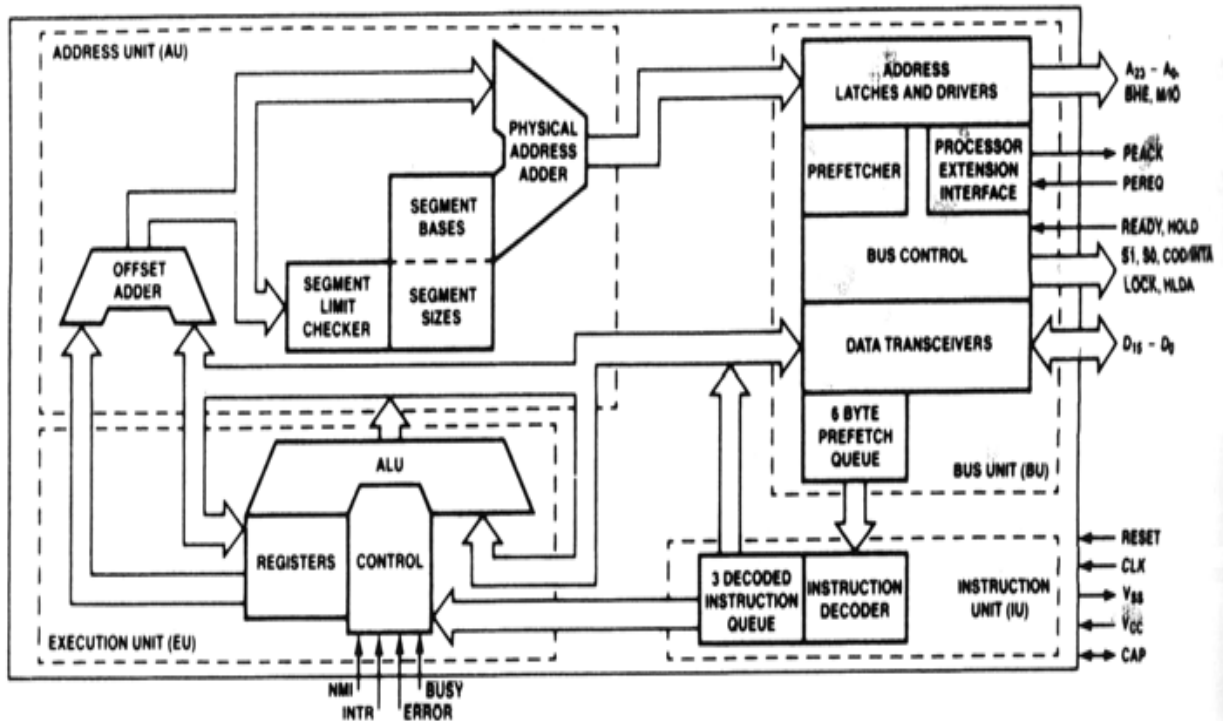 ADDRESS UNIT (AU)
OFFSET
ADDER
SEGMENT
LIMIT
CHECKER
SEGMENT
BASES
SEGMENT
SIZES
PHYSICAL
ADDRESS
ADDER
ADDRESS
LATCHES AND DRIVERS
PREFETCHER
PROCESSOR
EXTENSION
INTERFACE
BUS CONTROL
DATA TRANSCEIVERS
6 BYTE
PREFETCH
QUEUE
BUS UNIT (BU)
A₂₃ – A₀,
BHE, M/IO
PEACK
PEREQ
READY, HOLD
S1, S0, COD/INTA
LOCK, HLDA
D₁₅ – D₀
ALU
REGISTERS
CONTROL
EXECUTION UNIT (EU)
NMI
INTR
ERROR
BUSY
3 DECODED
INSTRUCTION
QUEUE
INSTRUCTION
DECODER
INSTRUCTION
UNIT (IU)
RESET
CLK
VSS
VCC
CAP